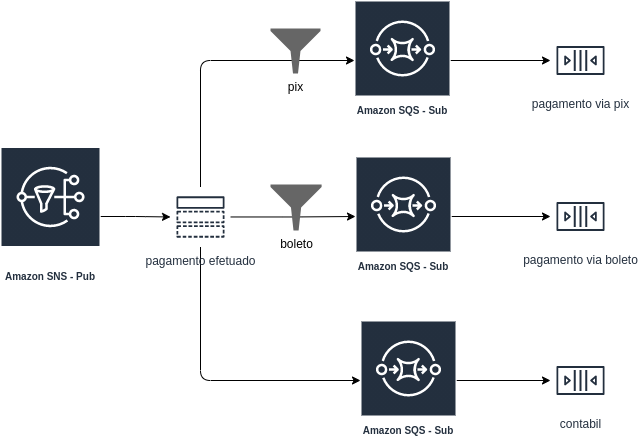 pix
Amazon SQS - Sub
pagamento via pix
Amazon SNS - Pub
pagamento efetuado
boleto
Amazon SQS - Sub
pagamento via boleto
Amazon SQS - Sub
contabil